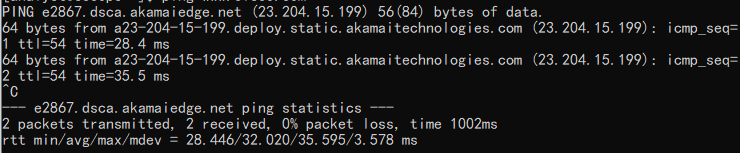 PING e2867.dsca.akamaiedge.net (23.204.15.199) 56(84) bytes of data.
64 bytes from a23-204-15-199.deploy.static.akamaitechnologies.com (23.204.15.199): icmp_seq=
1 ttl=54 time=28.4 ms
64 bytes from a23-204-15-199.deploy.static.akamaitechnologies.com (23.204.15.199): icmp_seq=
2 ttl=54 time=35.5 ms
^C
--- e2867.dsca.akamaiedge.net ping statistics ---
2 packets transmitted, 2 received, 0% packet loss, time 1002ms
rtt min/avg/max/mdev = 28.446/32.020/35.595/3.578 ms